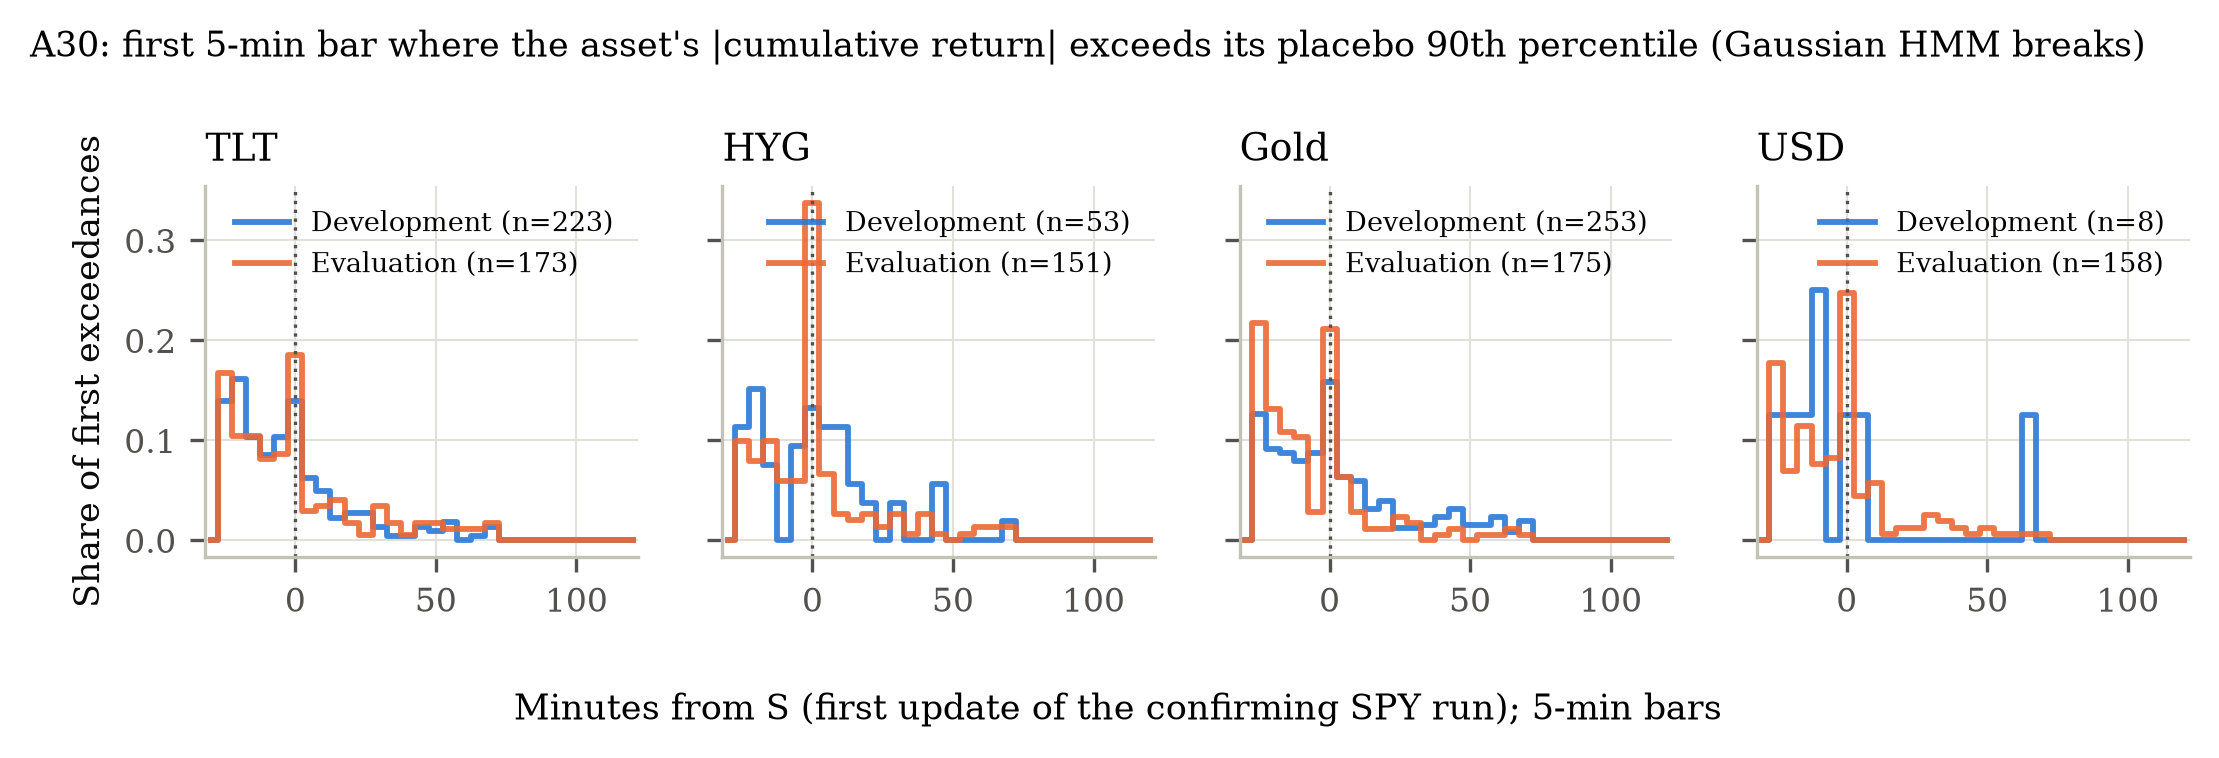 A30: first 5-min bar where the asset's |cumulative return| exceeds its placebo 90th percentile (Gaussian HMM breaks)
Share of first exceedances
TLT
Development (n=223)
Evaluation (n=173)
0.3
0.2
0.1
0.0
0 50 100
HYG
Development (n=53)
Evaluation (n=151)
0 50 100
Gold
Development (n=253)
Evaluation (n=175)
0 50 100
USD
Development (n=8)
Evaluation (n=158)
0 50 100
Minutes from S (first update of the confirming SPY run); 5-min bars